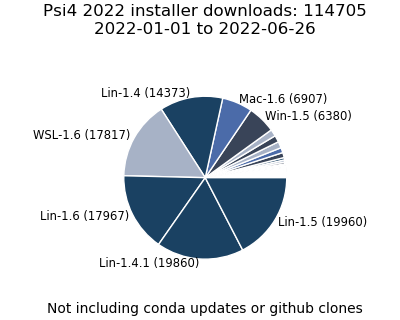 Psi4 2022 installer downloads: 114705
2022-01-01 to 2022-06-26
Lin-1.4 (14373)
Mac-1.6 (6907)
Win-1.5 (6380)
WSL-1.6 (17817)
Lin-1.6 (17967)
Lin-1.5 (19960)
Lin-1.4.1 (19860)
Not including conda updates or github clones